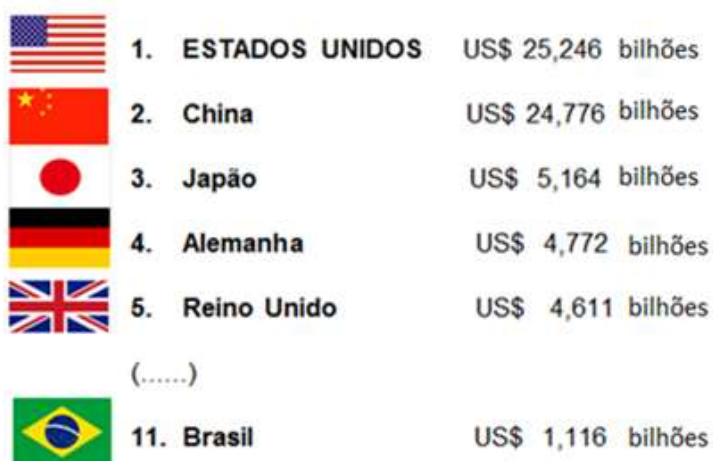 1. ESTADOS UNIDOS US$ 25,246 bilhões
2. China US$ 24,776 bilhões
3. Japão US$ 5,164 bilhões
4. Alemanha US$ 4,772 bilhões
5. Reino Unido US$ 4,611 bilhões
(......)
11. Brasil US$ 1,116 bilhões